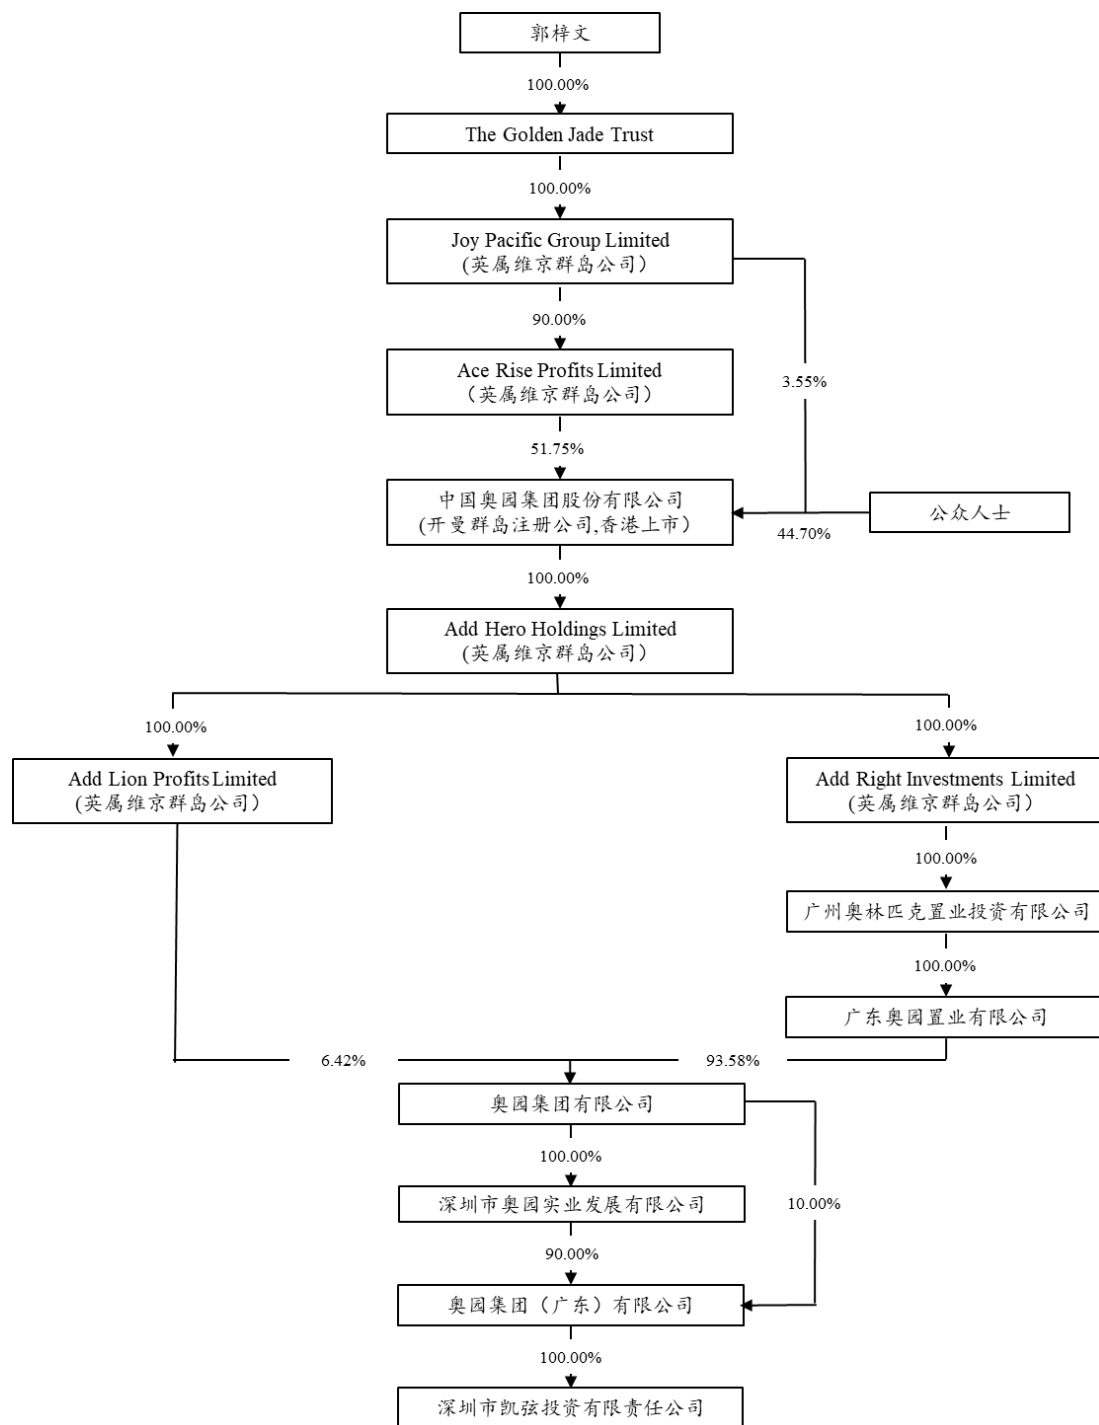 郭梓文
100.00%
The Golden Jade Trust
100.00%
Joy Pacific Group Limited
(英属维京群岛公司）
90.00%
Ace Rise Profits Limited
（英属维京群岛公司）
3.55%
51.75%
中国奥园集团股份有限公司
(开曼群岛注册公司,香港上市）
公众人士
44.70%
100.00%
Add Hero Holdings Limited
(英属维京群岛公司）
100.00%
100.00%
Add Lion Profits Limited
(英属维京群岛公司）
Add Right Investments Limited
(英属维京群岛公司）
100.00%
广州奥林匹克置业投资有限公司
100.00%
广东奥园置业有限公司
6.42%
93.58%
奥园集团有限公司
100.00%
深圳市奥园实业发展有限公司
10.00%
90.00%
奥园集团（广东）有限公司
100.00%
深圳市凯弦投资有限责任公司